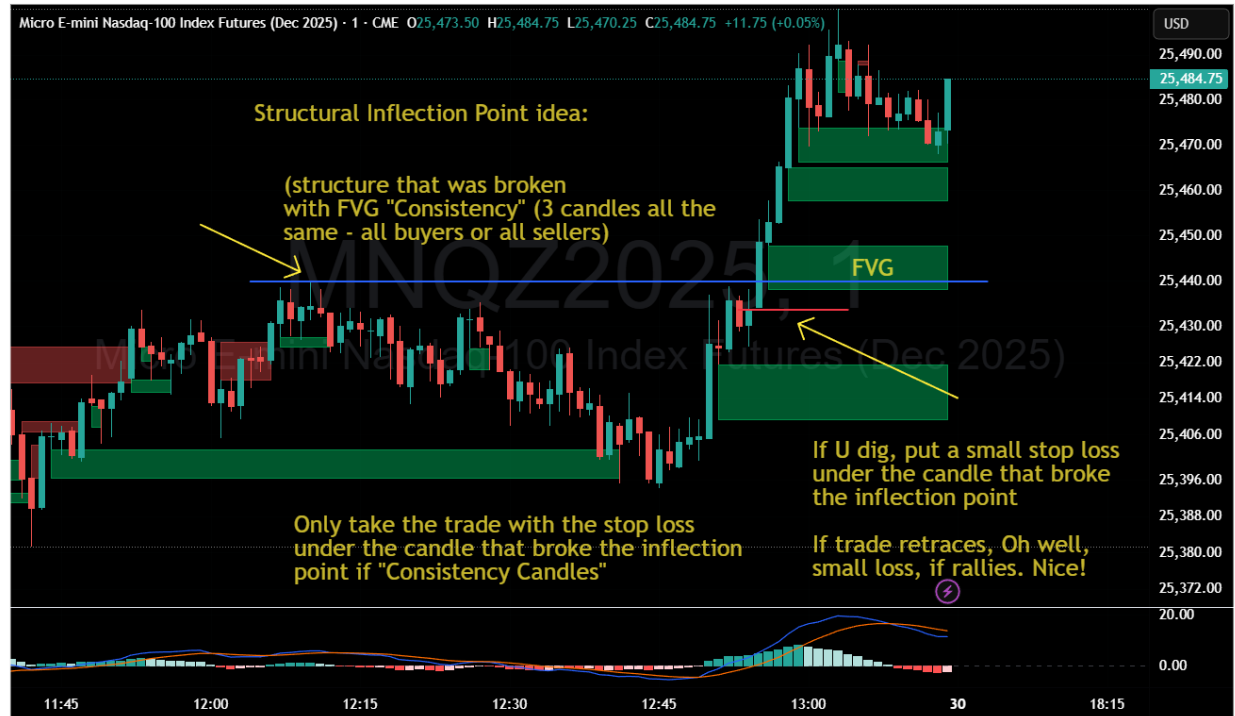 Micro E-mini Nasdaq-100 Index Futures (Dec 2025) · 1 · CME O25,473.50 H25,484.75 L25,470.25 C25,484.75 +11.75 (+0.05%)
USD
25,490.00
25,484.75
25,480.00
25,470.00
25,460.00
25,450.00
25,440.00
25,430.00
25,422.00
25,414.00
25,406.00
25,396.00
25,388.00
25,380.00
25,372.00
Structural Inflection Point idea:
(structure that was broken
with FVG "Consistency" (3 candles all the
same - all buyers or all sellers)
MNQZ2025, 1
Micro E-mini Nasdaq-100 Index Futures (Dec 2025)
FVG
If U dig, put a small stop loss
under the candle that broke
the inflection point
If trade retraces, Oh well,
small loss, if rallies. Nice!
Only take the trade with the stop loss
under the candle that broke the inflection
point if "Consistency Candles"
20.00
0.00
11:45 12:00 12:15 12:30 12:45 13:00 30 18:15